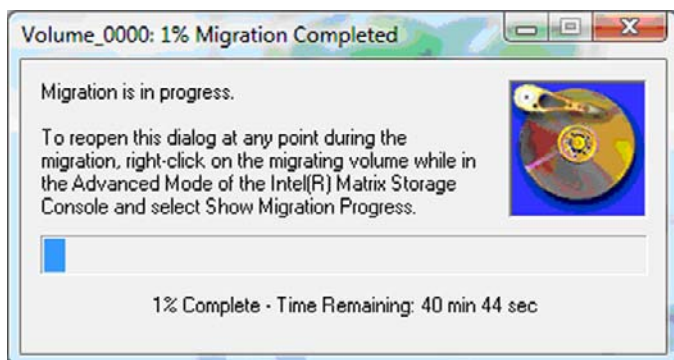 Volume_0000: 1% Migration Completed
Migration is in progress.
To reopen this dialog at any point during the
migration, right-click on the migrating volume while in
the Advanced Mode of the Intel(R) Matrix Storage
Console and select Show Migration Progress.
1% Complete - Time Remaining: 40 min 44 sec